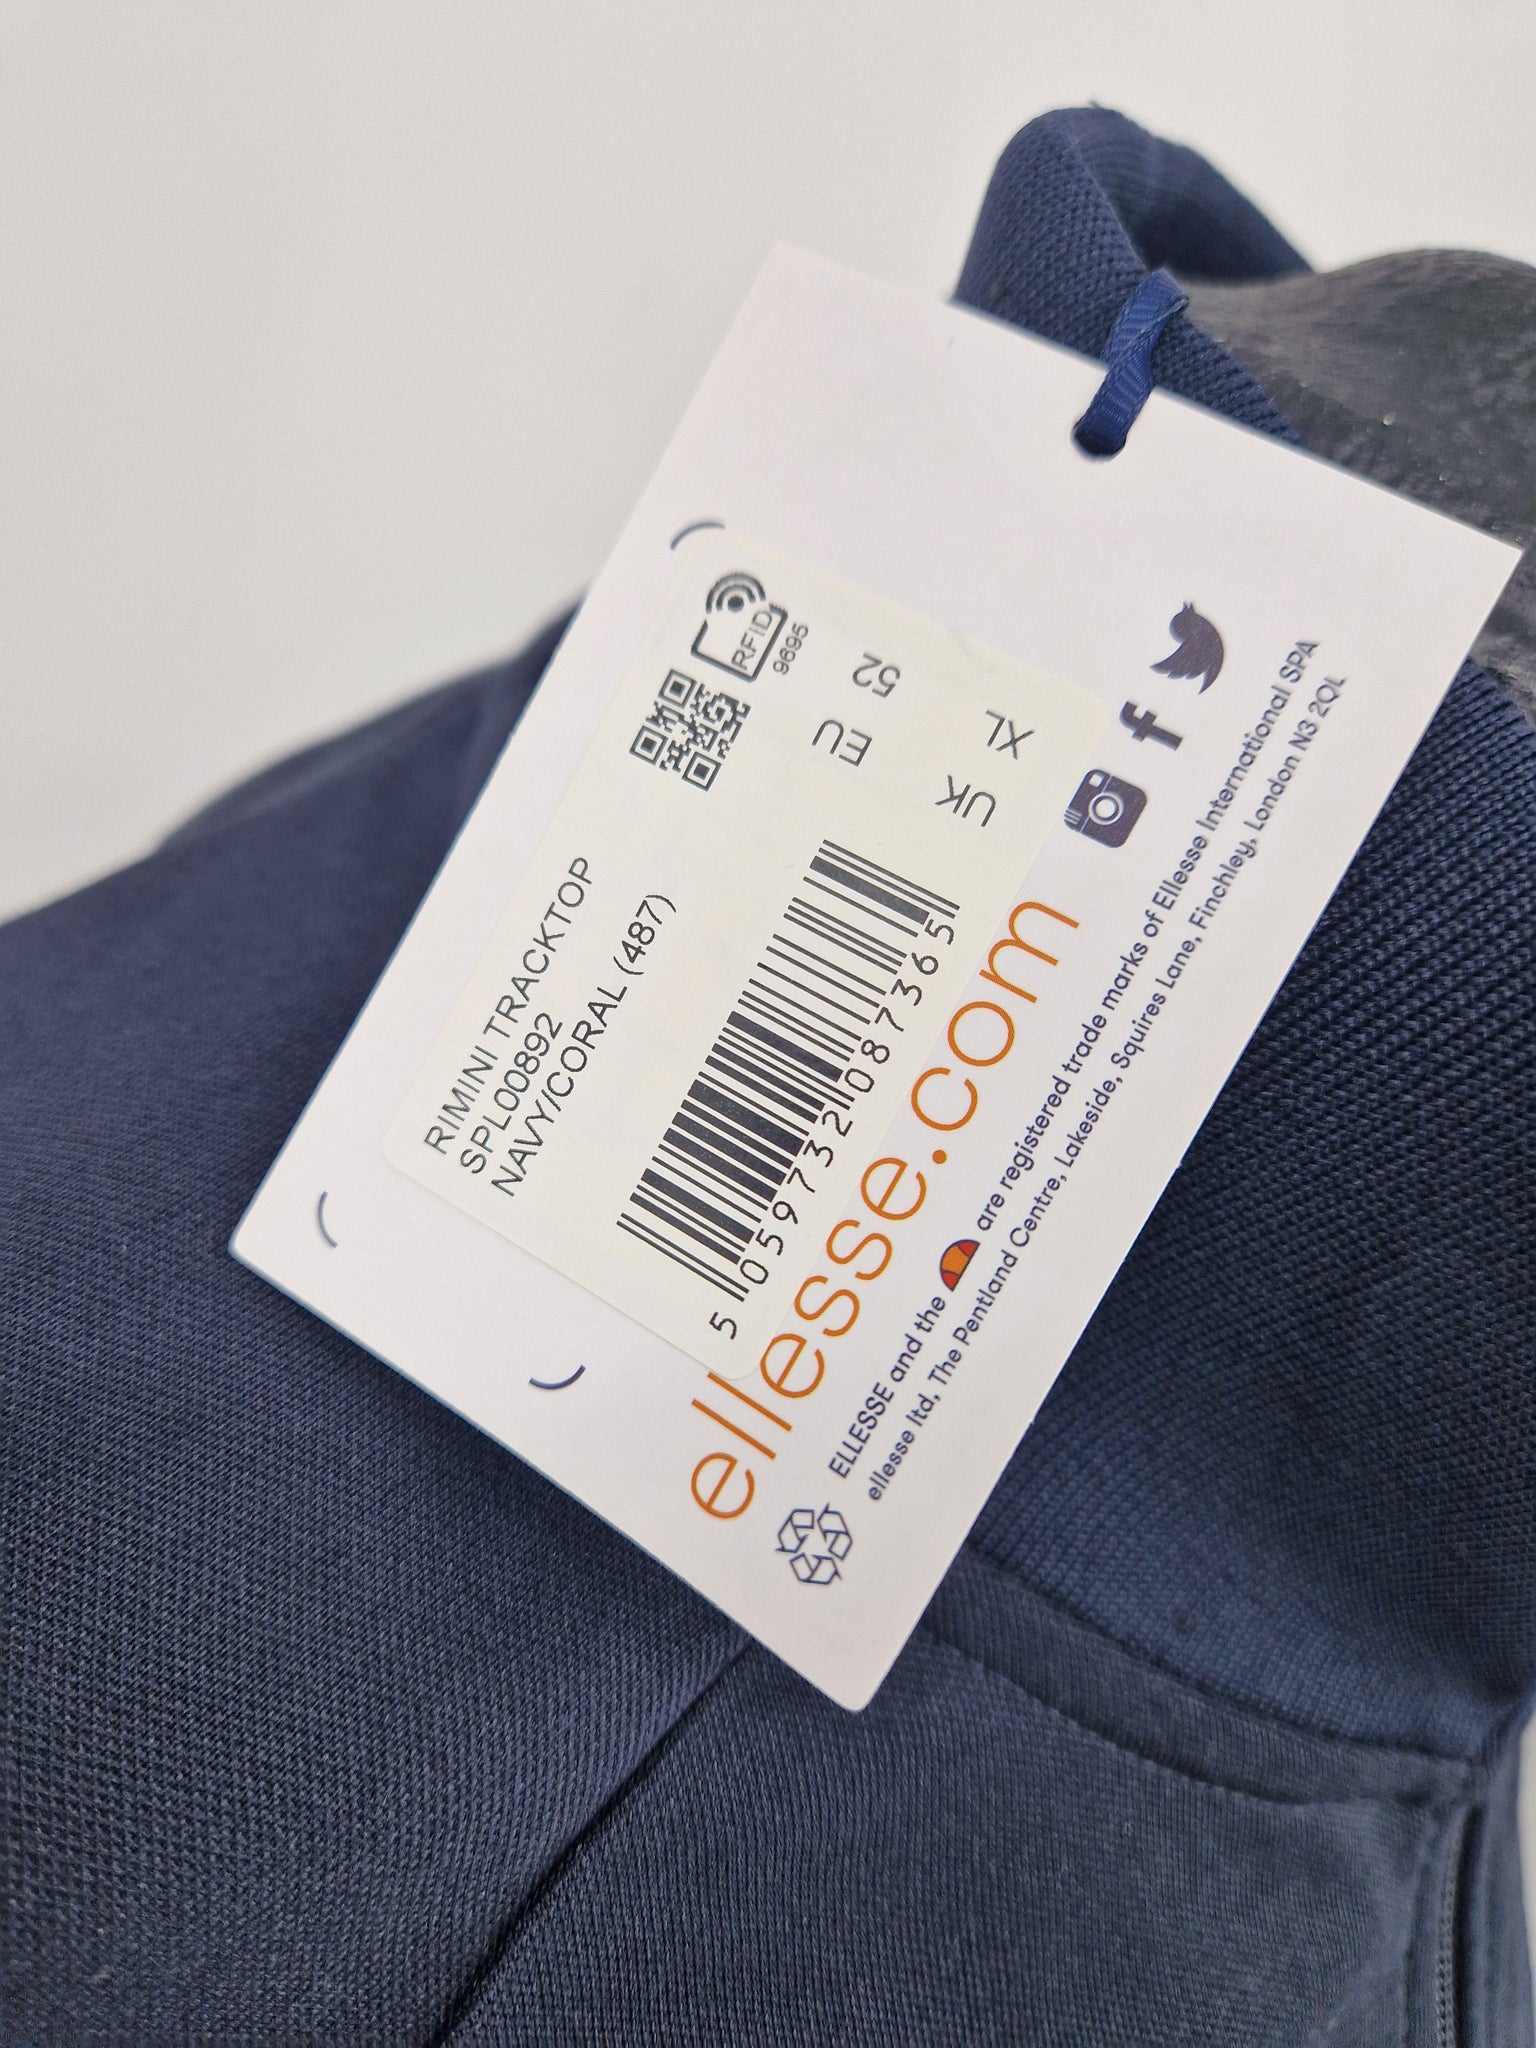 RIMINI TRACKTOP
SPL00892
NAVY/CORAL (487)
RFID
9695
EU
52
UK
XL
5 059732 087365
ellesse.com
ELLESSE and the are registered trade marks of Ellesse International SPA
ellesse ltd, The Pentland Centre, Lakeside, Squires Lane, Finchley, London N3 2QL